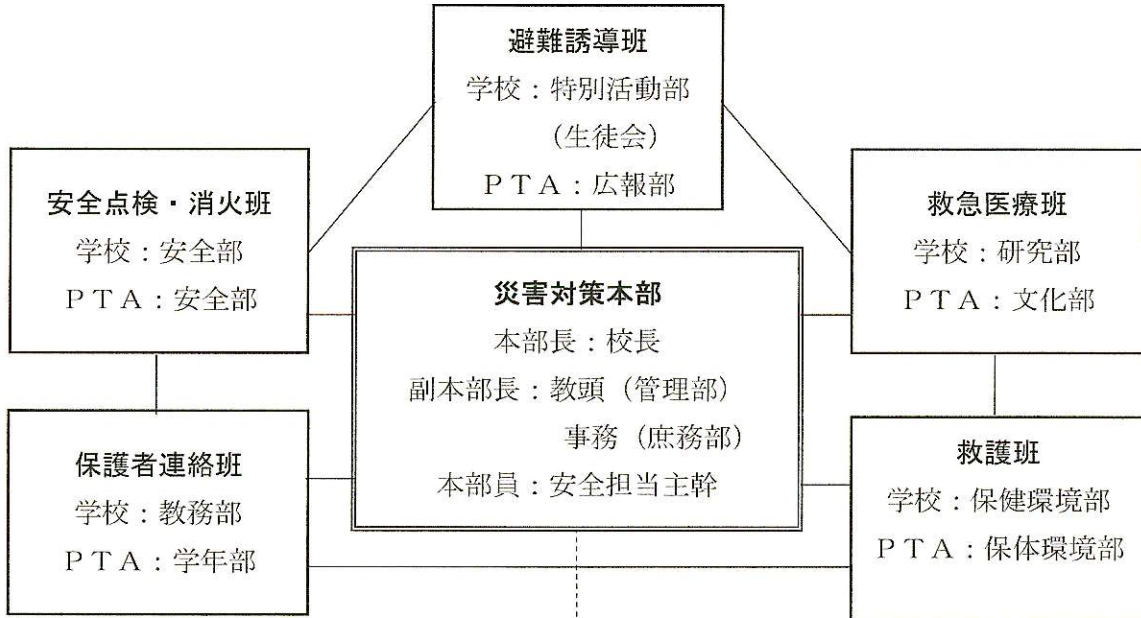 避難誘導班
学校：特別活動部
（生徒会）
ＰＴＡ：広報部
安全点検・消火班
学校：安全部
ＰＴＡ：安全部
救急医療班
学校：研究部
ＰＴＡ：文化部
災害対策本部
本部長：校長
副本部長：教頭（管理部）
事務（庶務部）
本部員：安全担当主幹
保護者連絡班
学校：教務部
ＰＴＡ：学年部
救護班
学校：保健環境部
ＰＴＡ：保体環境部